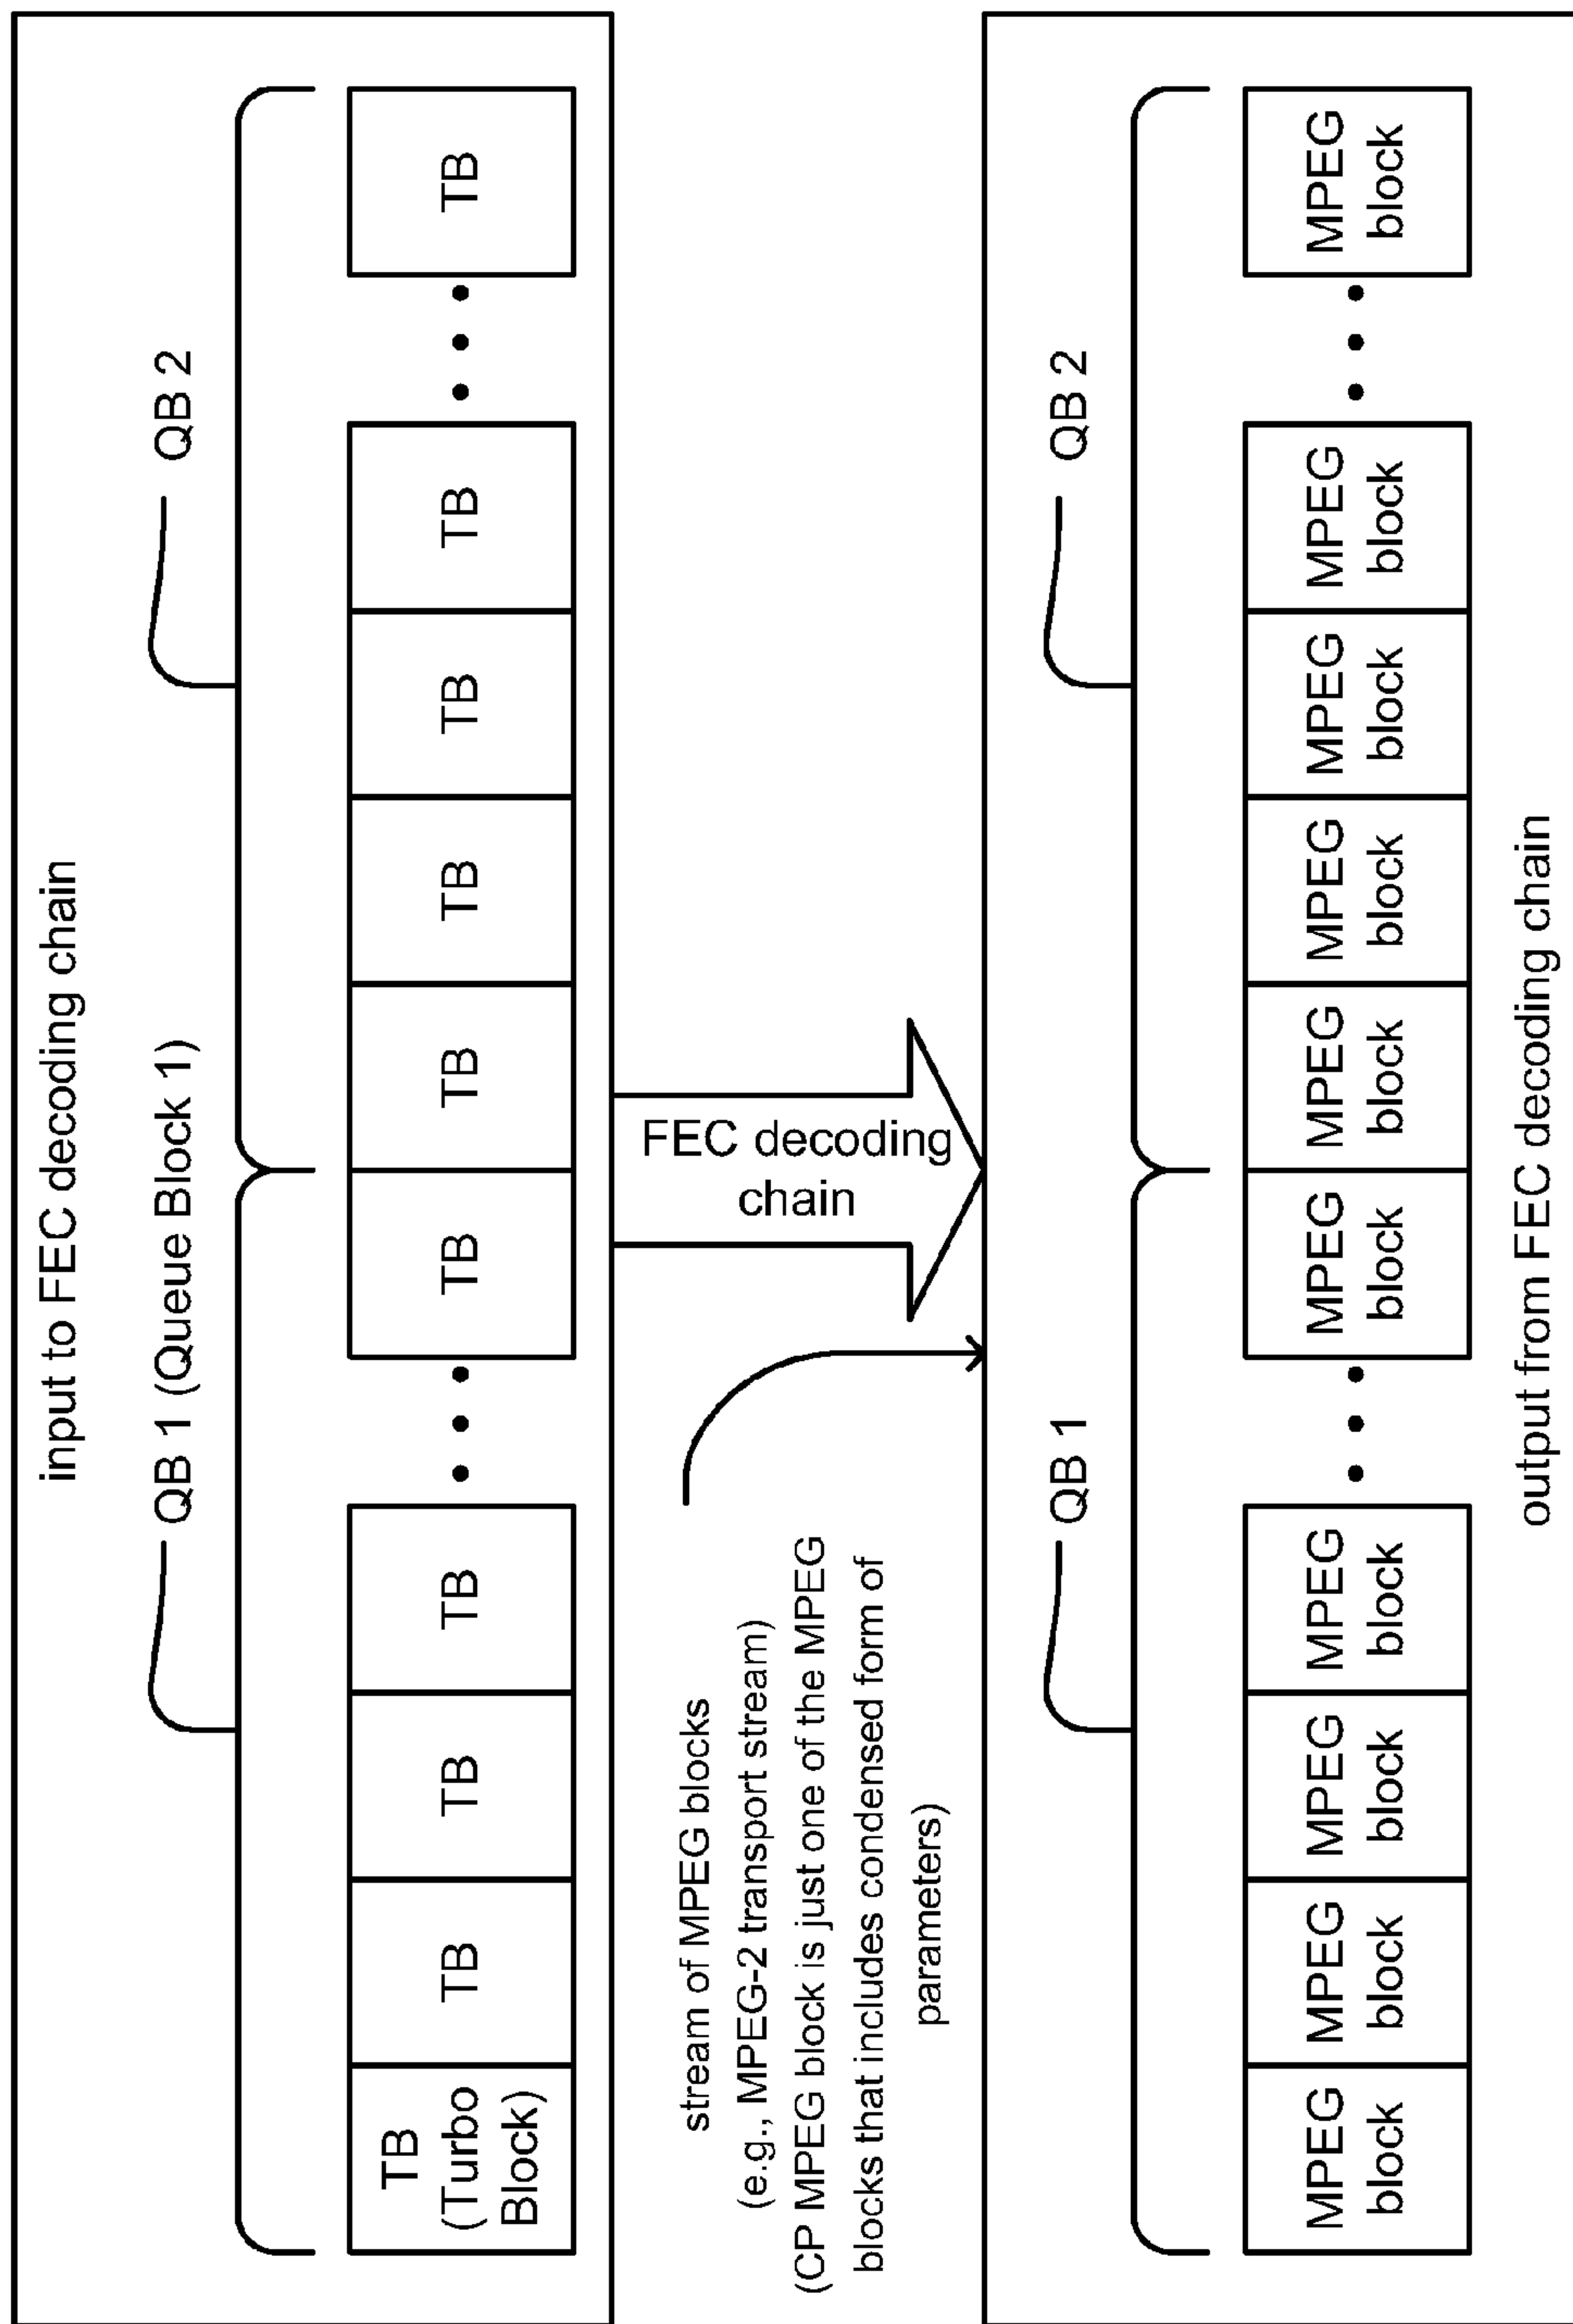 input to FEC decoding chain
QB 1 (Queue Block 1)
QB 2
TB
(Turbo
Block)
TB
TB
TB
TB
TB
TB
TB
TB
TB
stream of MPEG blocks
(e.g., MPEG-2 transport stream)
(CP MPEG block is just one of the MPEG
blocks that includes condensed form of
parameters)
FEC decoding
chain
QB 1
QB 2
MPEG
block
MPEG
block
MPEG
block
MPEG
block
MPEG
block
MPEG
block
MPEG
block
MPEG
block
MPEG
block
MPEG
block
output from FEC decoding chain